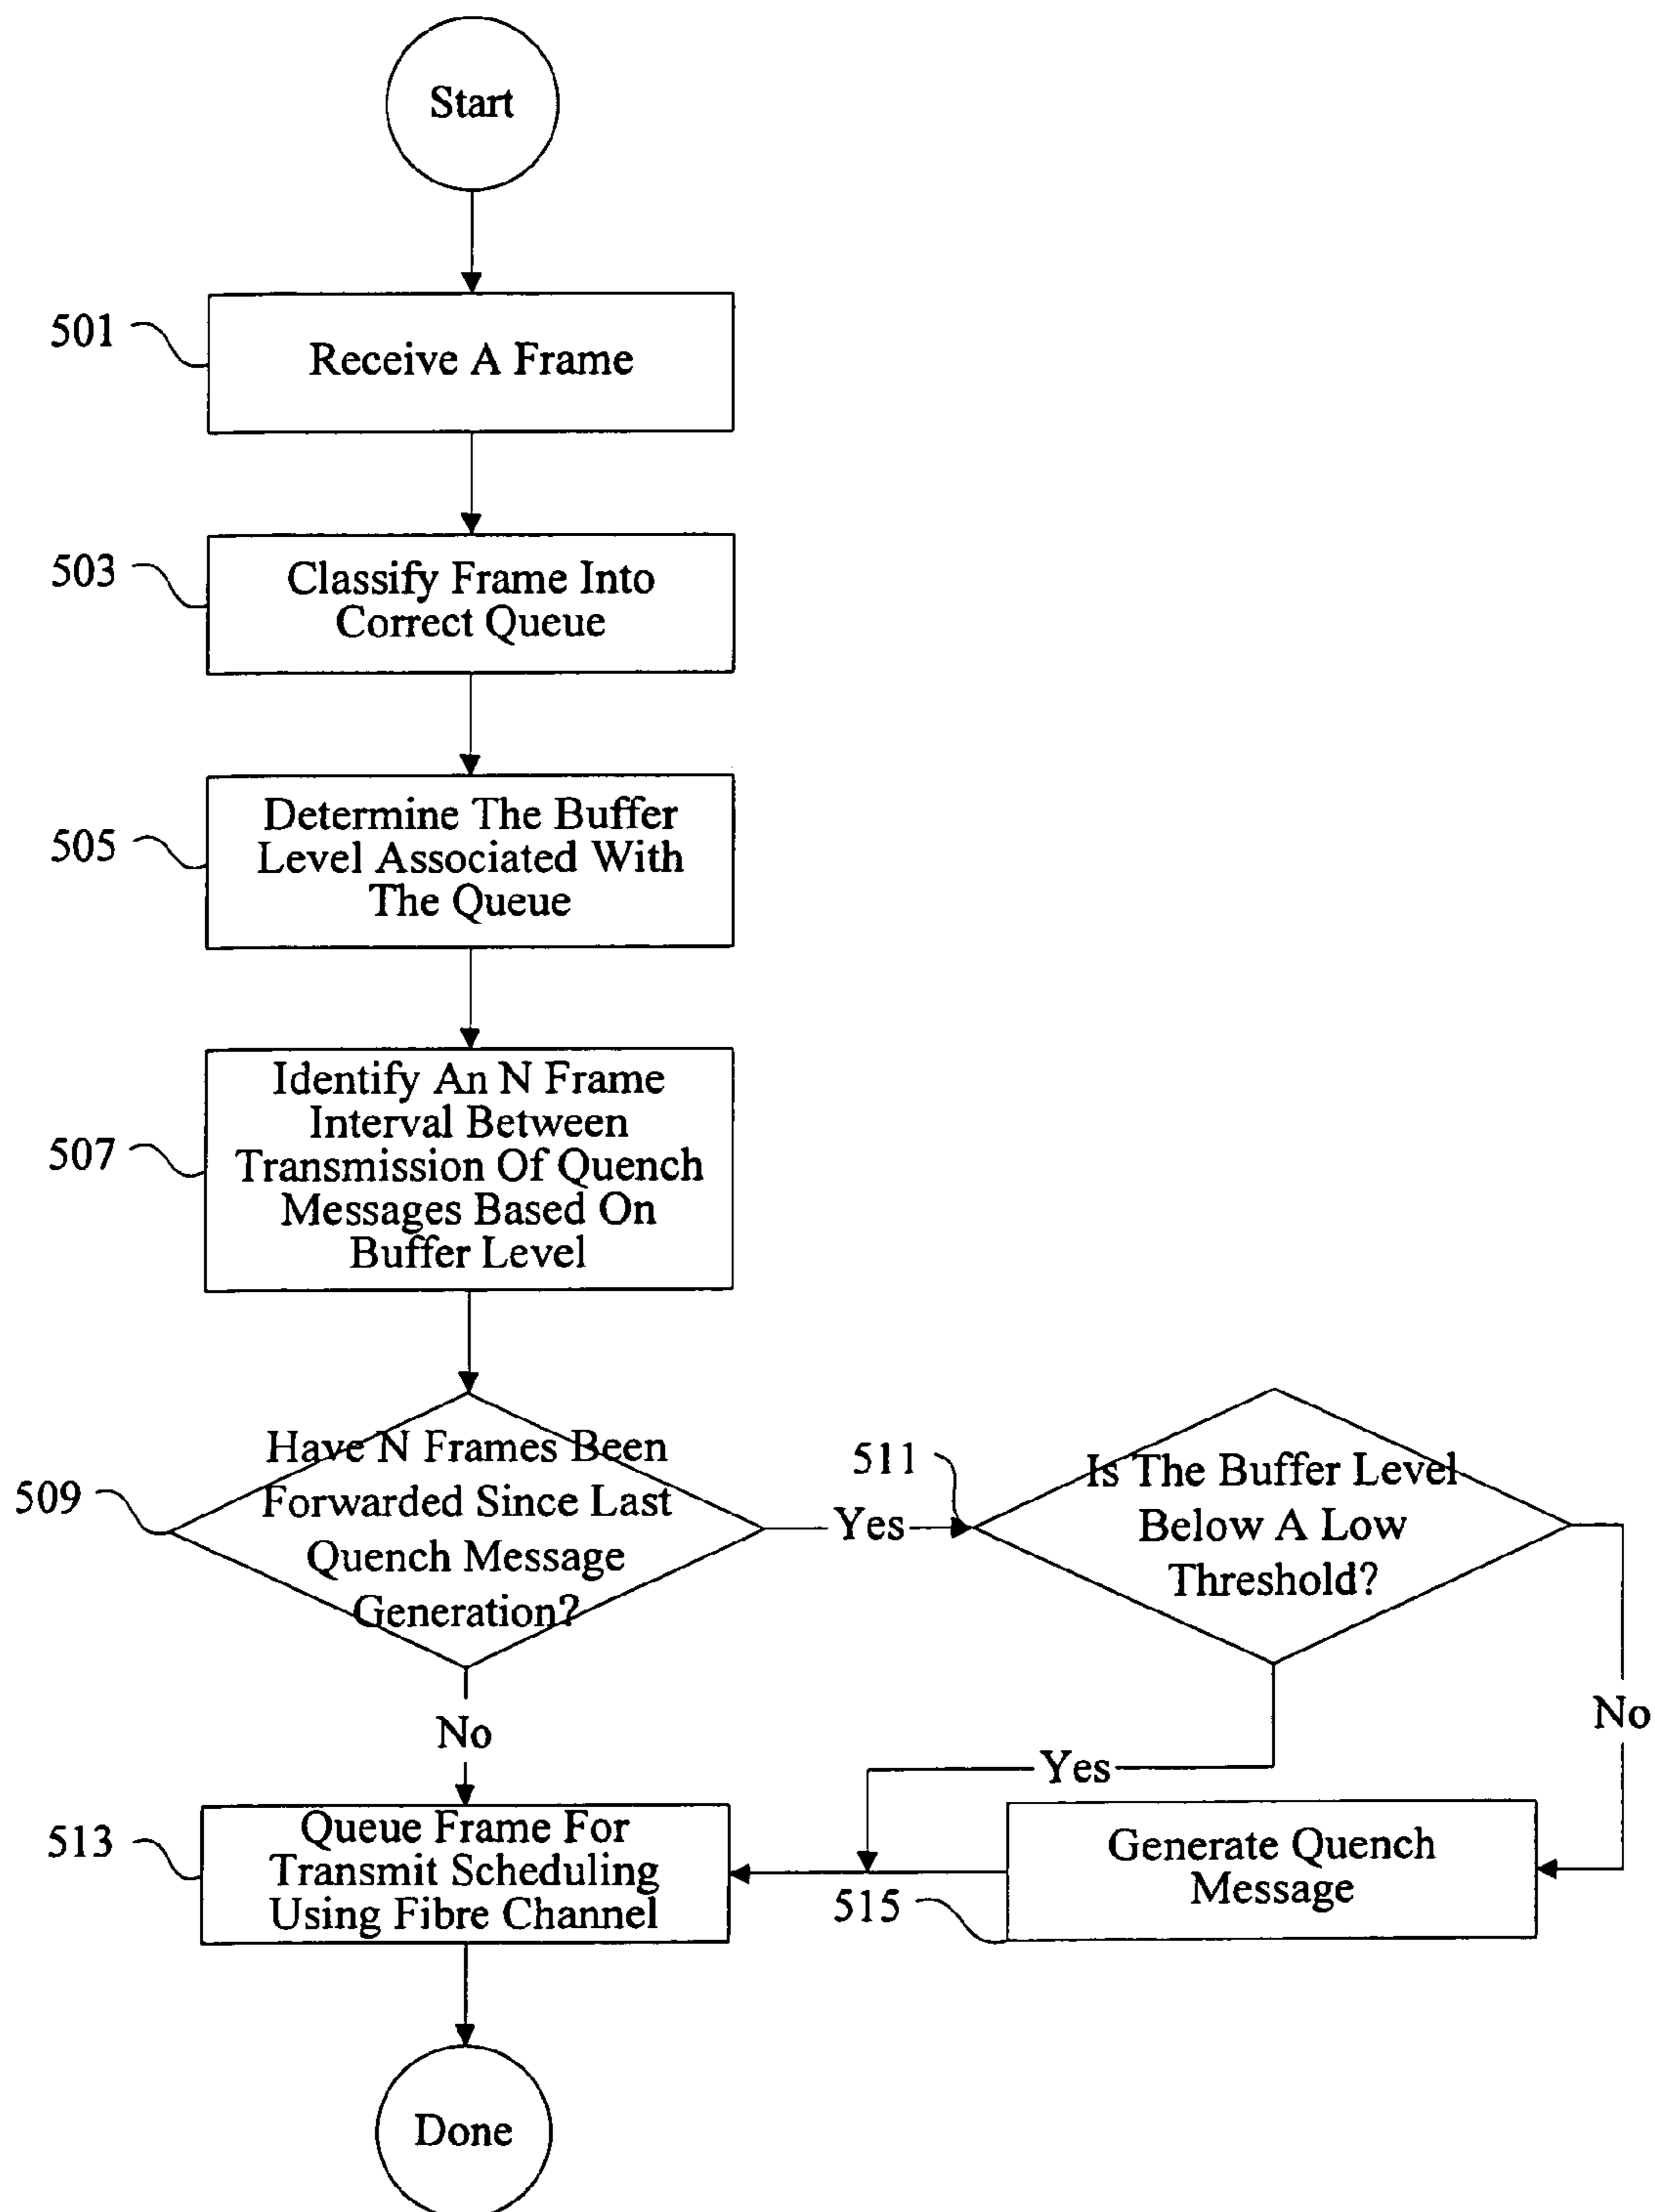 Start
501
Receive A Frame
503
Classify Frame Into
Correct Queue
505
Determine The Buffer
Level Associated With
The Queue
507
Identify An N Frame
Interval Between
Transmission Of Quench
Messages Based On
Buffer Level
509
Have N Frames Been
Forwarded Since Last
Quench Message
Generation?
Yes
511
Is The Buffer Level
Below A Low
Threshold?
No
No
Yes
513
Queue Frame For
Transmit Scheduling
Using Fibre Channel
515
Generate Quench
Message
Done